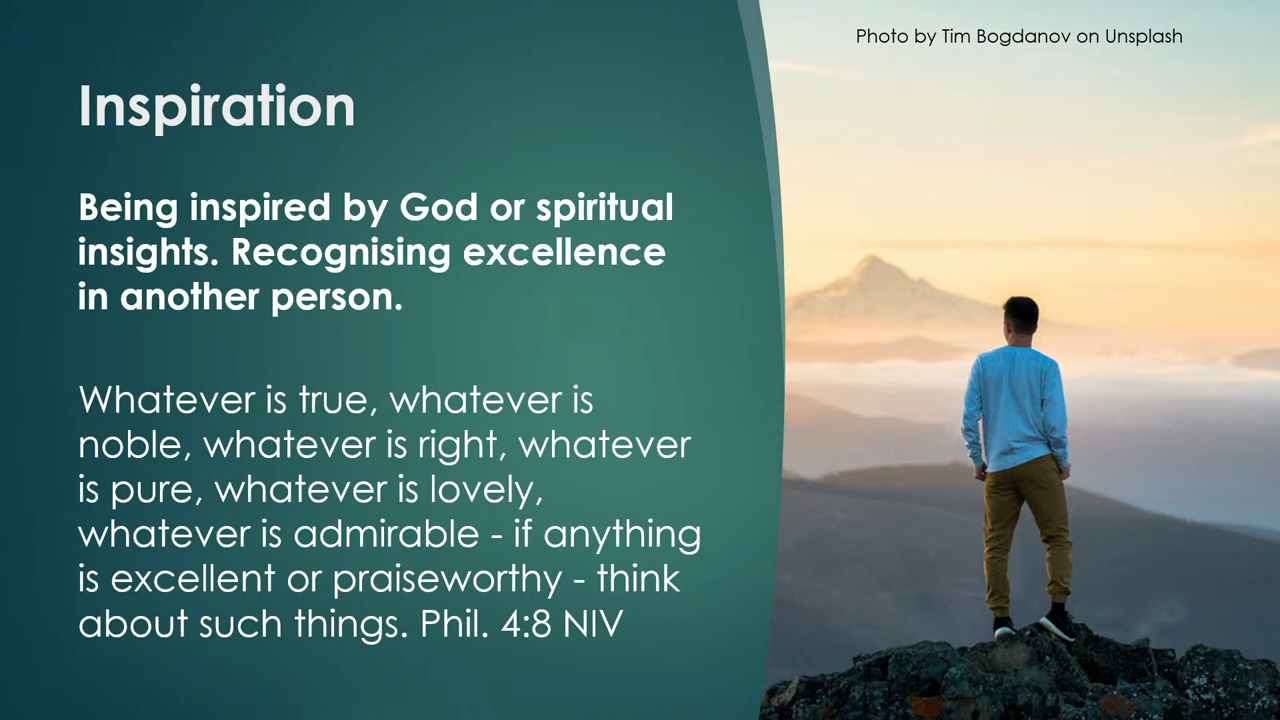 Photo by Tim Bogdanov on Unsplash
Inspiration
Being inspired by God or spiritual
insights. Recognising excellence
in another person.
Whatever is true, whatever is
noble, whatever is right, whatever
is pure, whatever is lovely,
whatever is admirable - if anything
is excellent or praiseworthy - think
about such things. Phil. 4:8 NIV